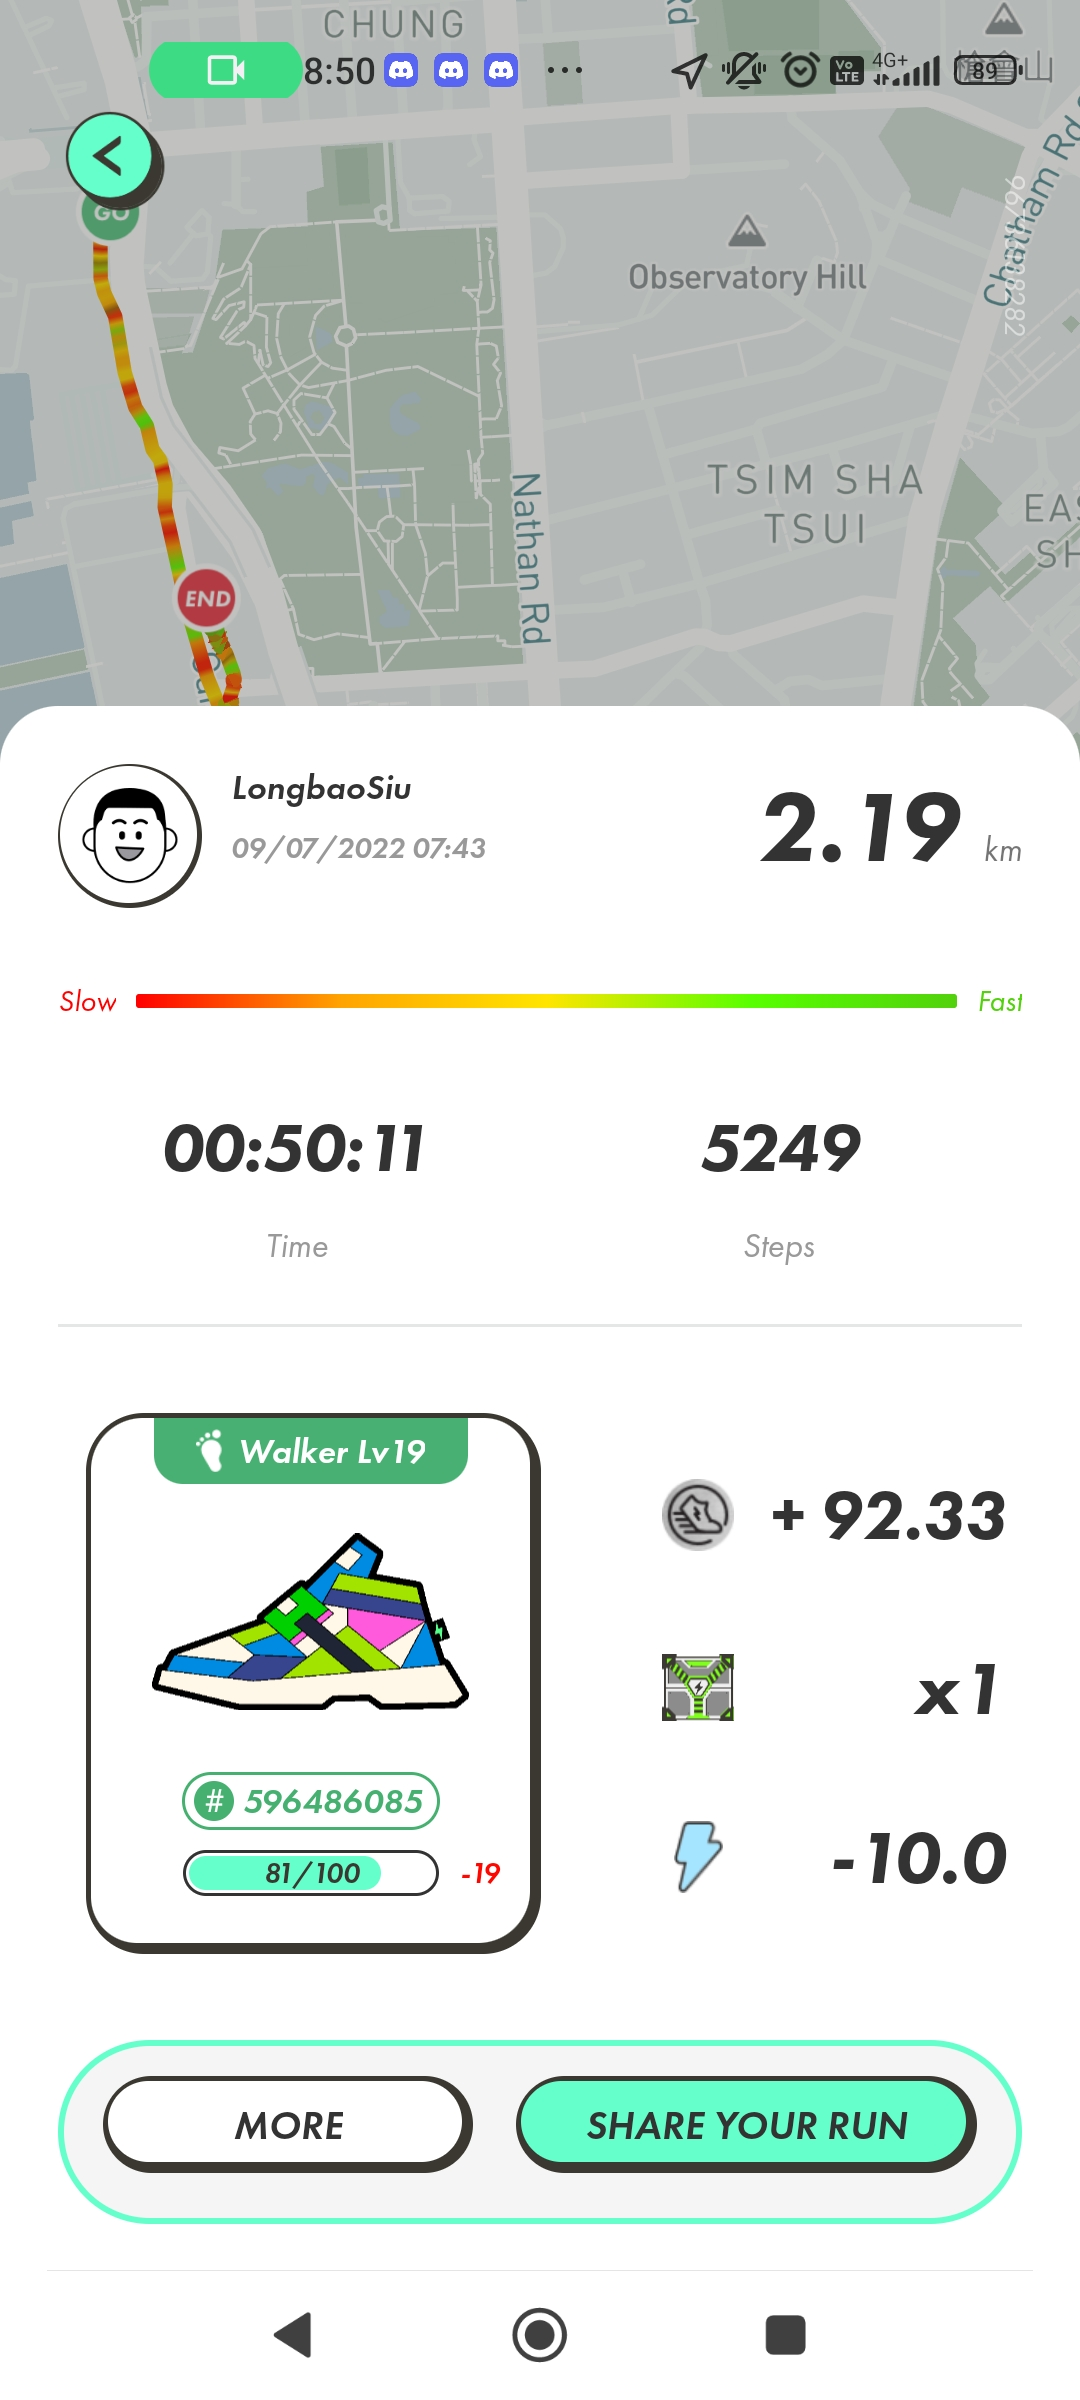 CHUNG
Rd
8:50
VoLTE
4G+
89
GO
Chatham Rd S
Observatory Hill
TSIM SHA
TSUI
Nathan Rd
END
LongbaoSiu
09/07/2022 07:43
2.19 km
Slow
Fast
00:50:11
5249
Time
Steps
Walker Lv19
+ 92.33
x1
# 596486085
81/100
-19
-10.0
MORE
SHARE YOUR RUN